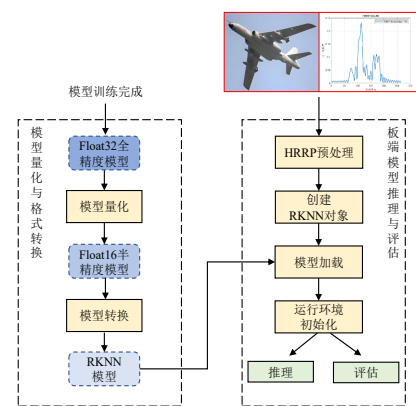 模型训练完成
模型量化与格式转换
Float32全
精度模型
模型量化
Float16半
精度模型
模型转换
RKNN
模型
HRRP预处理
创建
RKNN对象
模型加载
运行环境
初始化
推理
评估
板端模型推理与评估